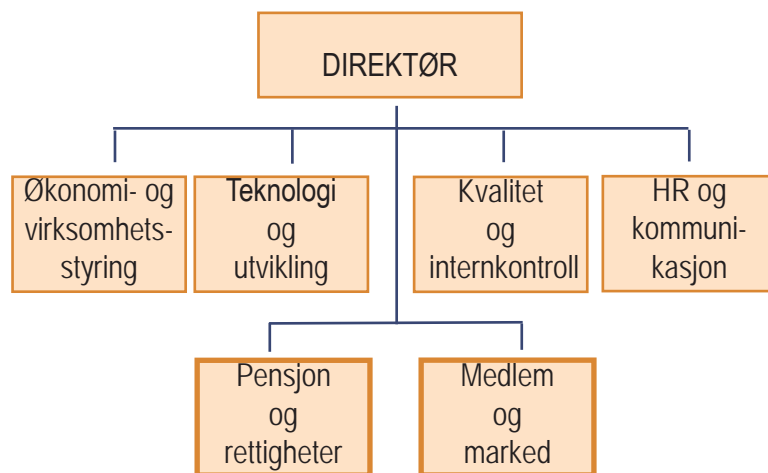 DIREKTØR
Økonomi- og
virksomhets-
styring
Teknologi
og
utvikling
Kvalitet
og
internkontroll
HR og
kommuni-
kasjon
Pensjon
og
rettigheter
Medlem
og
marked